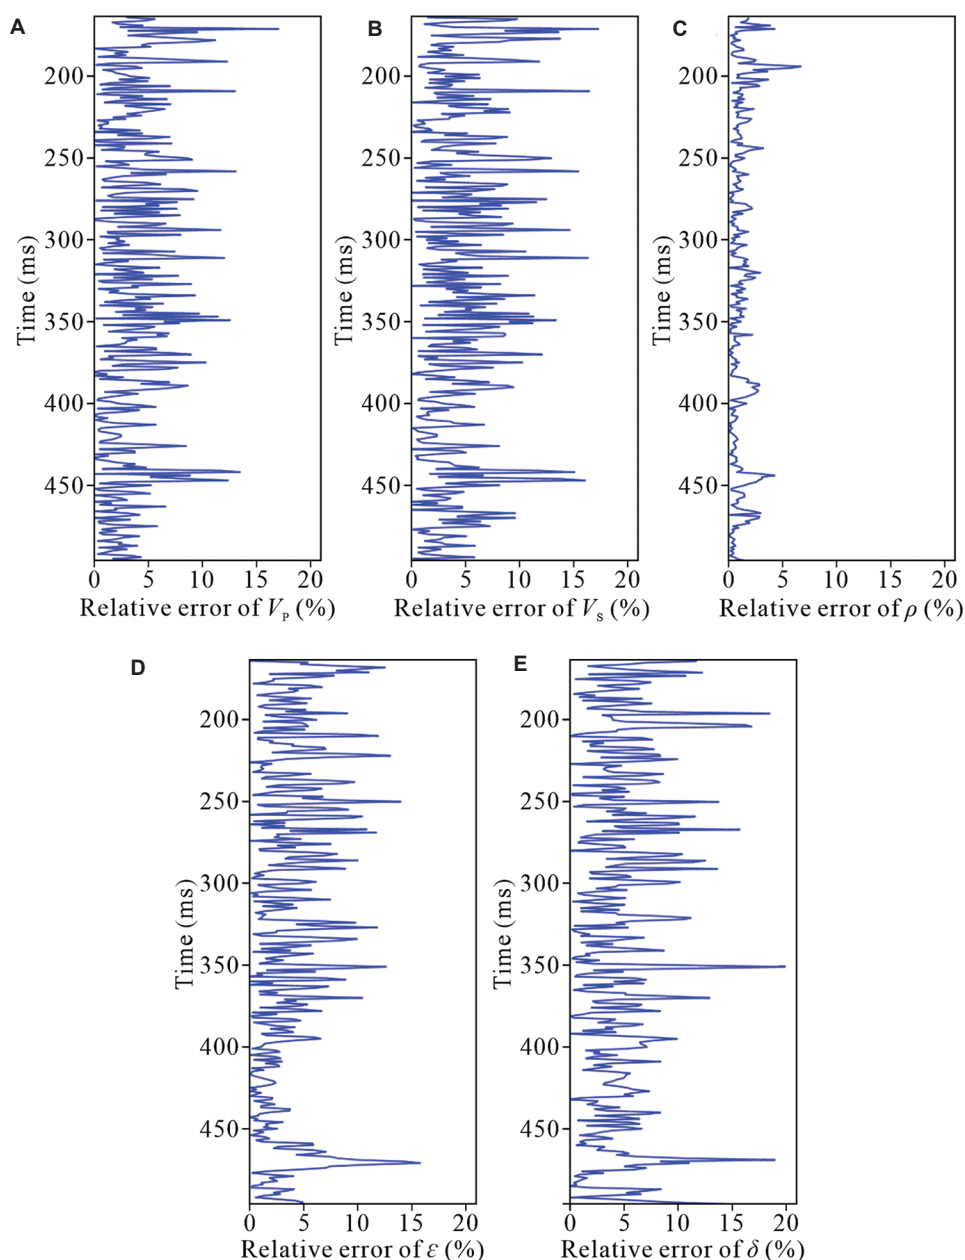 A
B
C
200
250
300
350
400
450
Time (ms)
0 5 10 15 20
Relative error of Vₚ (%)
200
250
300
350
400
450
Time (ms)
0 5 10 15 20
Relative error of Vₛ (%)
200
250
300
350
400
450
Time (ms)
0 5 10 15 20
Relative error of ρ (%)
D
E
200
250
300
350
400
450
Time (ms)
0 5 10 15 20
Relative error of ε (%)
200
250
300
350
400
450
Time (ms)
0 5 10 15 20
Relative error of δ (%)